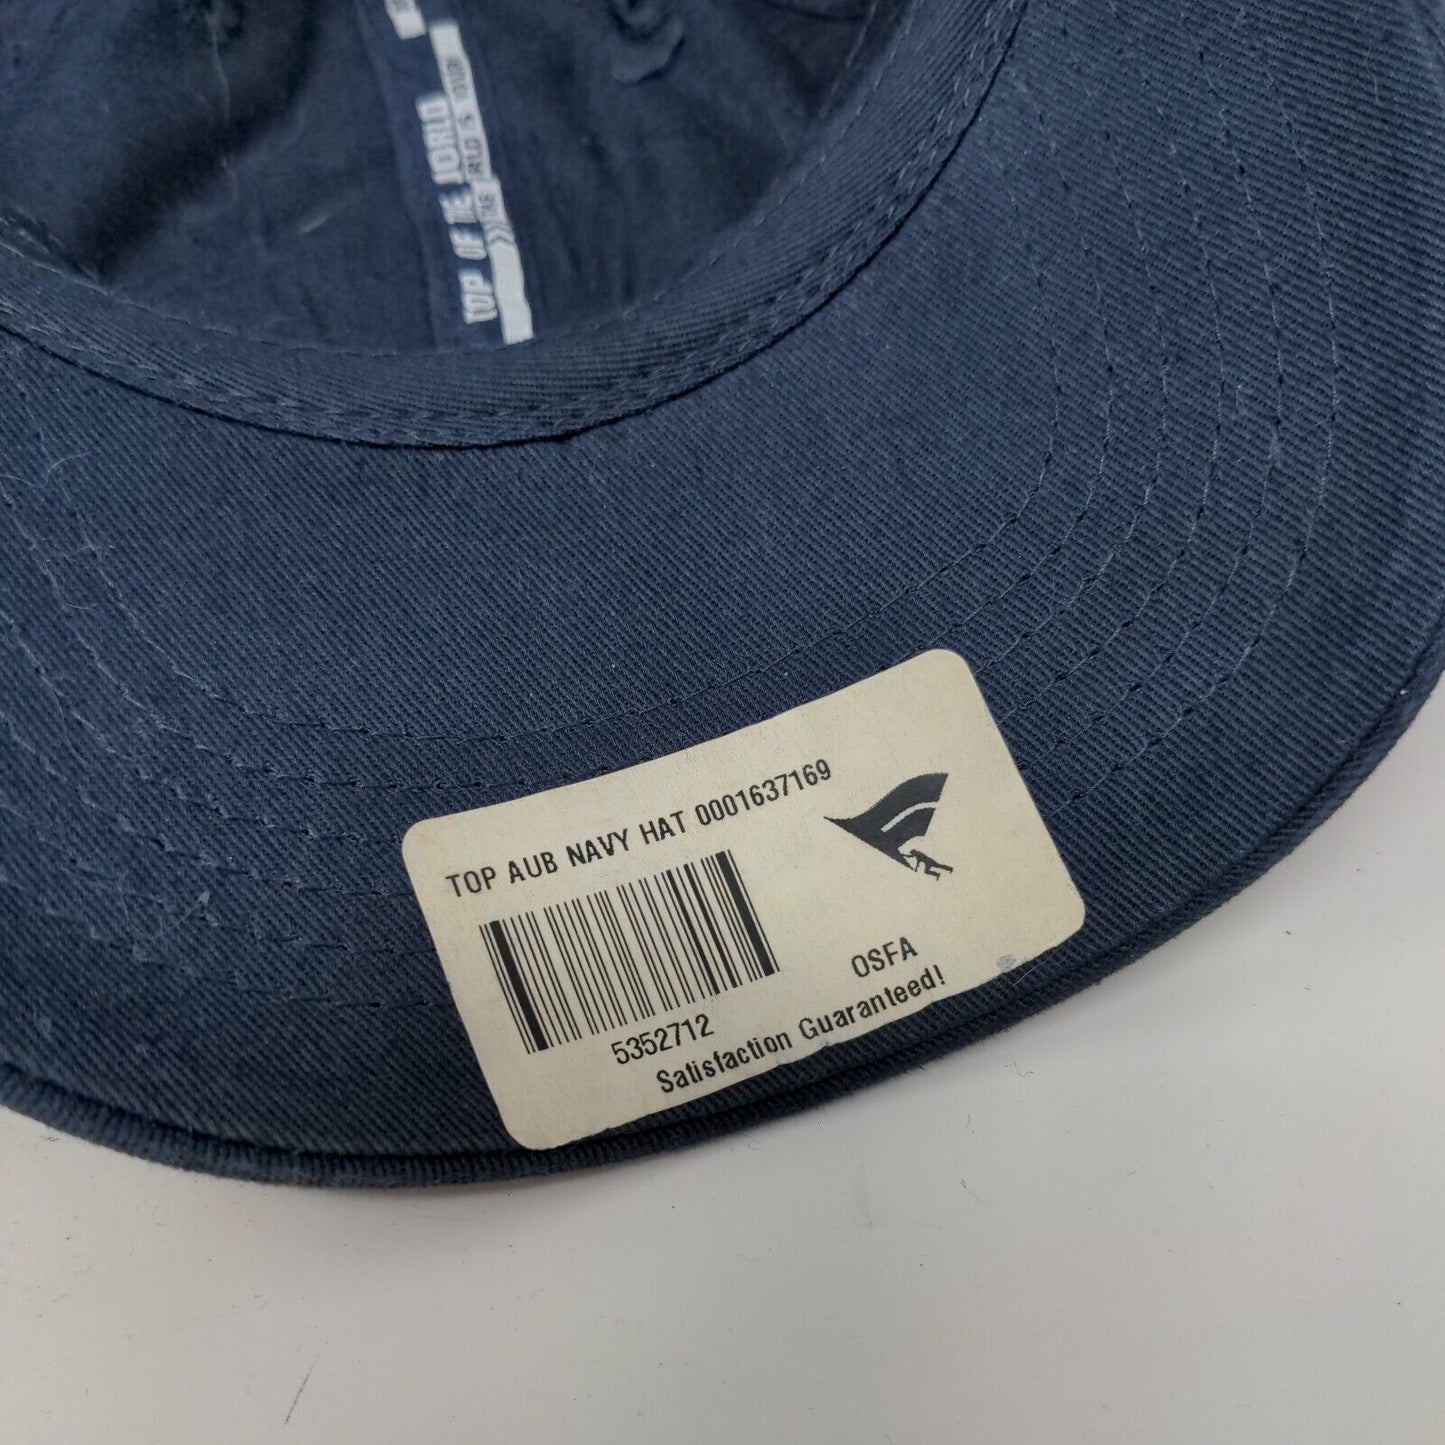 TOP OF THE WORLD
TOP AUB NAVY HAT 0001637169
OSFA
5352712
Satisfaction Guaranteed!